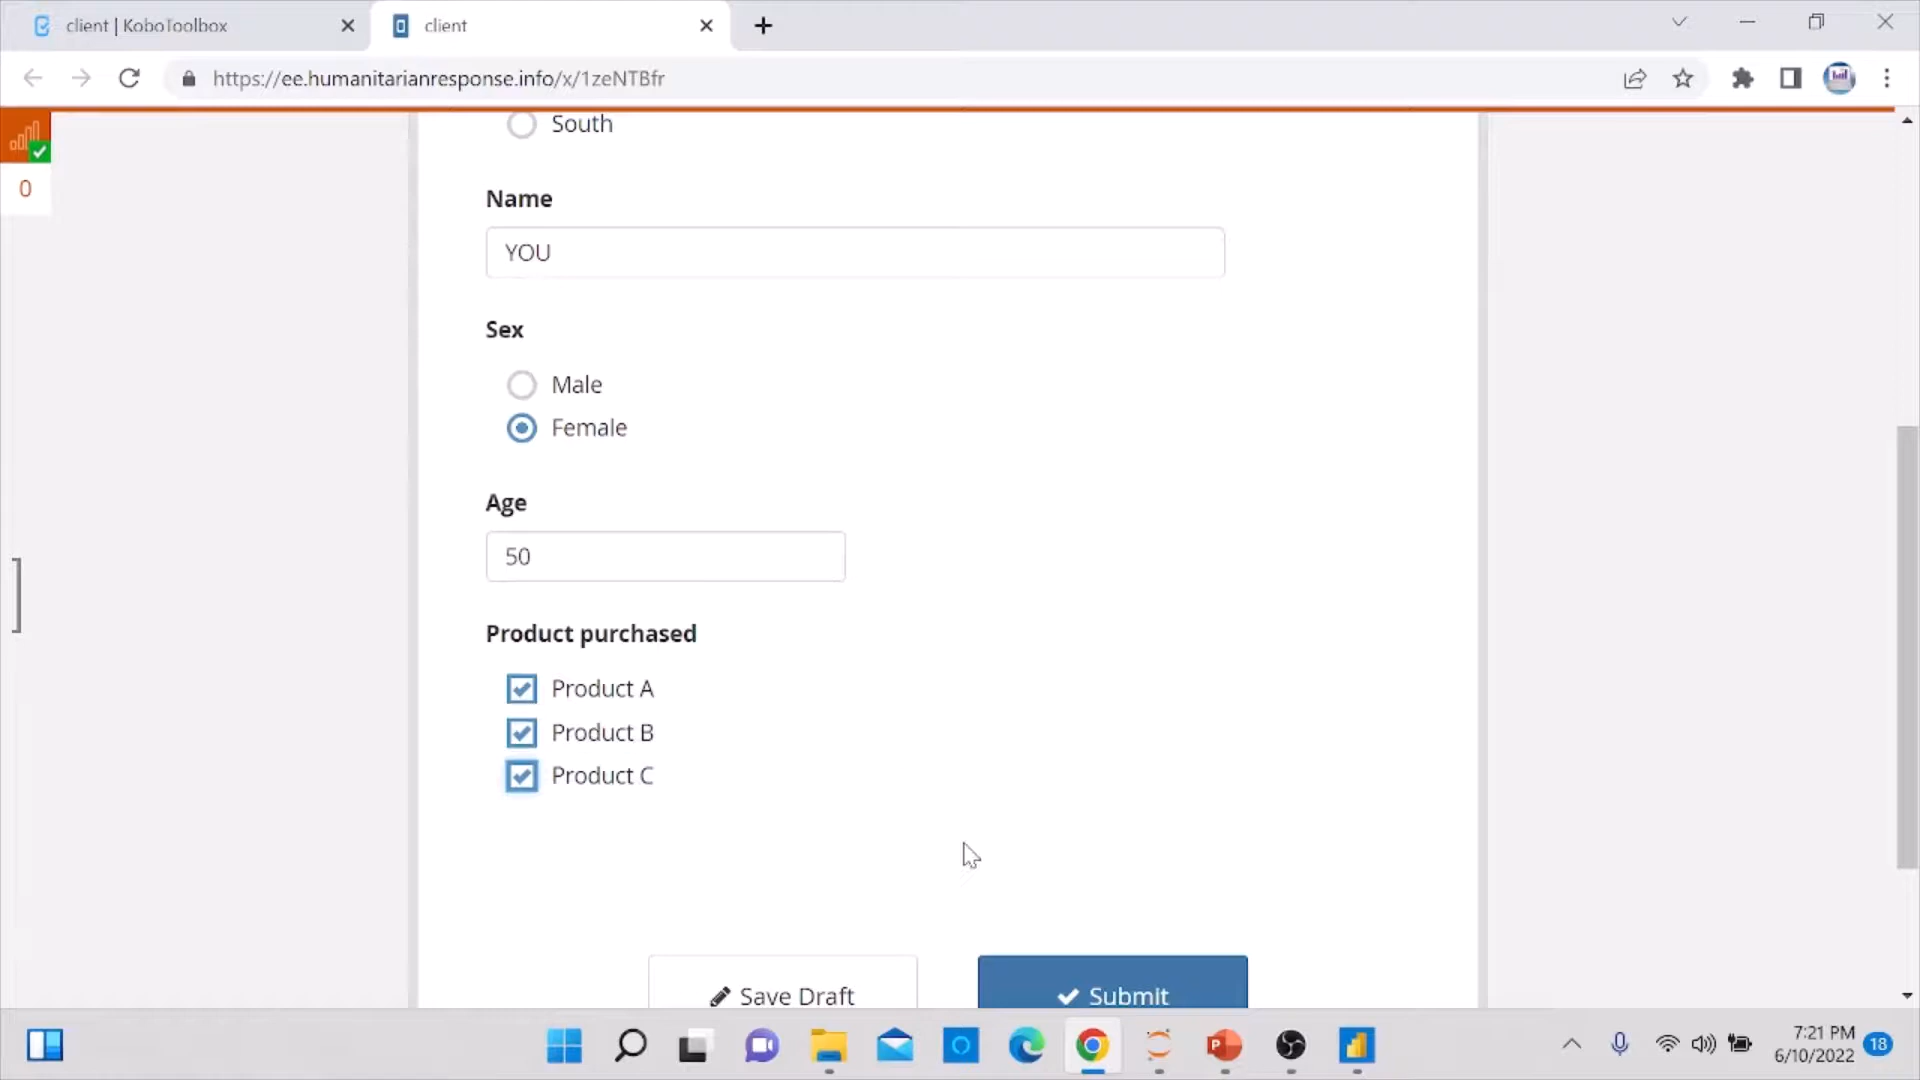 client | KoboToolbox
client
https://ee.humanitarianresponse.info/x/1zeNTBfr
0
South
Name
YOU
Sex
Male
Female
Age
50
Product purchased
Product A
Product B
Product C
Save Draft
Submit
7:21 PM
6/10/2022
18